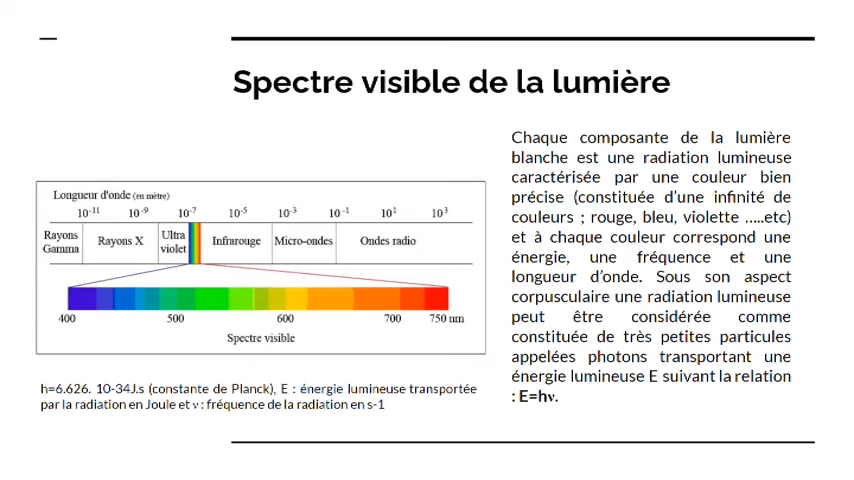 Spectre visible de la lumière
Longueur d'onde (en mètre)
10⁻¹¹ 10⁻⁹ 10⁻⁷ 10⁻⁵ 10⁻³ 10⁻¹ 10¹ 10³
Rayons Gamma
Rayons X
Ultra violet
Infrarouge
Micro-ondes
Ondes radio
400 500 600 700 750 nm
Spectre visible
h=6.626. 10-34J.s (constante de Planck), E : énergie lumineuse transportée
par la radiation en Joule et ν : fréquence de la radiation en s-1
Chaque composante de la lumière
blanche est une radiation lumineuse
caractérisée par une couleur bien
précise (constituée d'une infinité de
couleurs ; rouge, bleu, violette …..etc)
et à chaque couleur correspond une
énergie, une fréquence et une
longueur d'onde. Sous son aspect
corpusculaire une radiation lumineuse
peut être considérée comme
constituée de très petites particules
appelées photons transportant une
énergie lumineuse E suivant la relation
: E=hν.